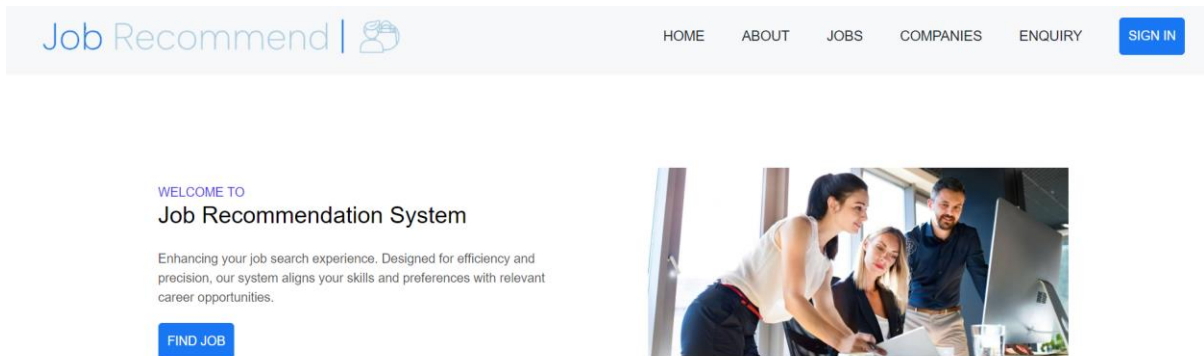 Job Recommend |
HOME ABOUT JOBS COMPANIES ENQUIRY SIGN IN
WELCOME TO
Job Recommendation System
Enhancing your job search experience. Designed for efficiency and
precision, our system aligns your skills and preferences with relevant
career opportunities.
FIND JOB